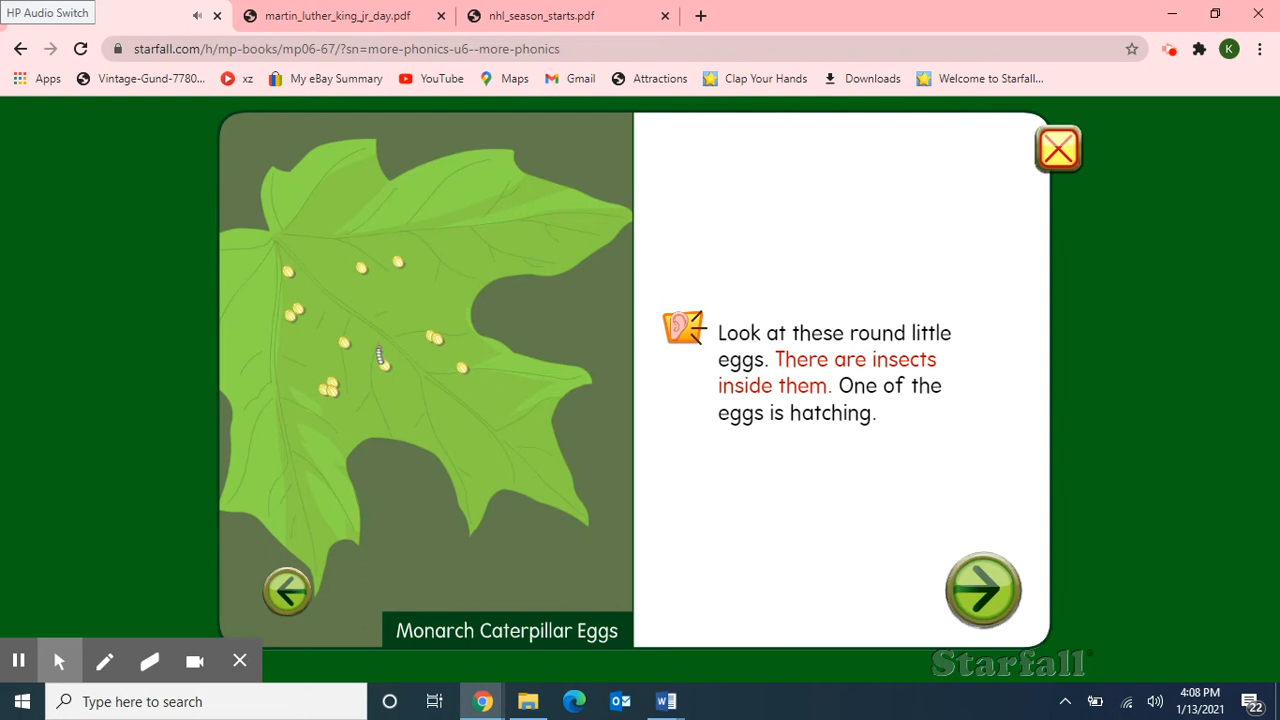 HP Audio Switch
martin_luther_king_jr_day.pdf
nhl_season_starts.pdf
starfall.com/h/mp-books/mp06-67/?sn=more-phonics-u6--more-phonics
K
Apps
Vintage-Gund-7780...
xz
My eBay Summary
YouTube
Maps
Gmail
Attractions
Clap Your Hands
Downloads
Welcome to Starfall...
Look at these round little
eggs. There are insects
inside them. One of the
eggs is hatching.
Monarch Caterpillar Eggs
Starfall
Type here to search
4:08 PM
1/13/2021
22